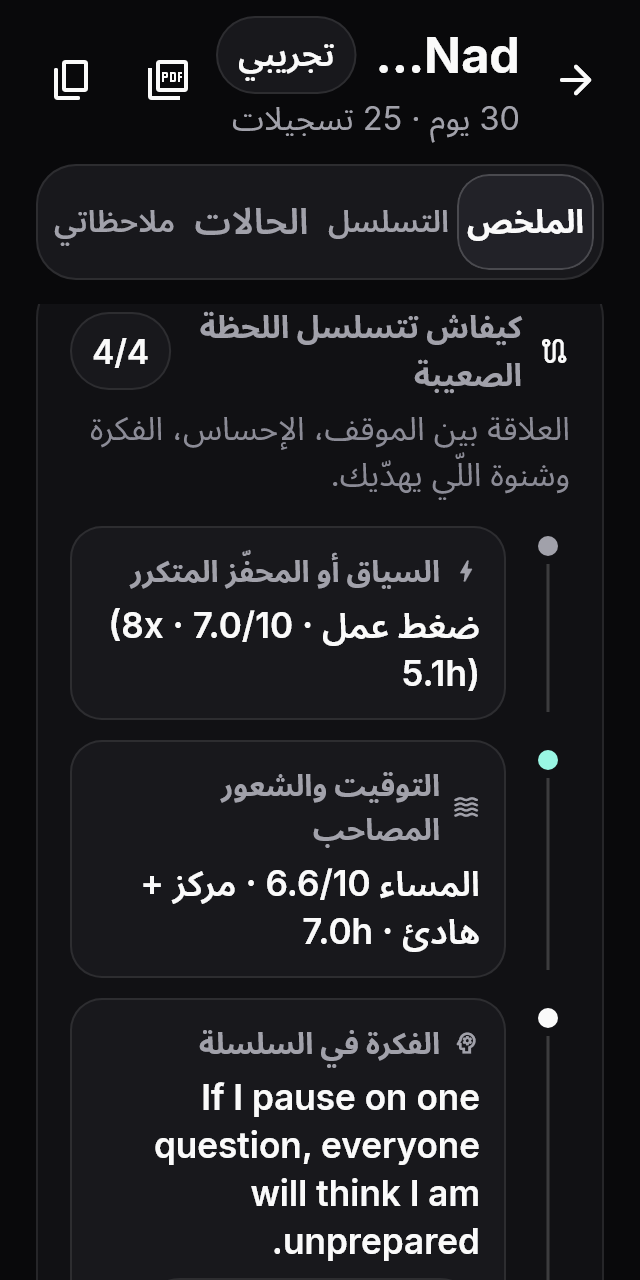 Nad...
تجريبي
PDF
30 يوم · 25 تسجيلات
الملخص
التسلسل
الحالات
ملاحظاتي
كيفاش تتسلسل اللحظة
الصعيبة
4/4
العلاقة بين الموقف، الإحساس، الفكرة
وشنوة اللّي يهدّيك.
السياق أو المحفّز المتكرر
ضغط عمل · 7.0/10 · 8x)
(5.1h
التوقيت والشعور
المصاحب
المساء 6.6/10 · مركز +
هادئ · 7.0h
الفكرة في السلسلة
If I pause on one
question, everyone
will think I am
unprepared.